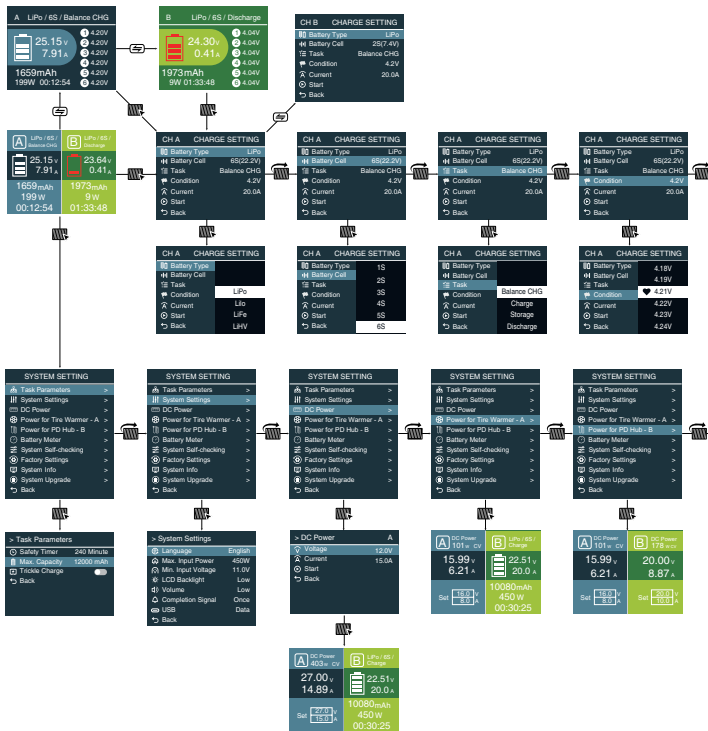 A LiPo / 6S / Balance CHG
25.15 V
7.91 A
1659mAh
199W 00:12:54
1 4.20V
2 4.20V
3 4.20V
4 4.20V
5 4.20V
6 4.20V
B LiPo / 6S / Discharge
24.30 V
0.41 A
1973mAh
9W 01:33:48
1 4.04V
2 4.04V
3 4.04V
4 4.04V
5 4.04V
6 4.04V
CH B CHARGE SETTING
Battery Type LiPo
Battery Cell 2S(7.4V)
Task Balance CHG
Condition 4.2V
Current 20.0A
Start
Back
A LiPo / 6S / Balance CHG
25.15 V
7.91 A
1659mAh
199 W
00:12:54
B LiPo / 6S / Discharge
23.64 V
0.41 A
1973mAh
9 W
01:33:48
CH A CHARGE SETTING
Battery Type LiPo
Battery Cell 6S(22.2V)
Task Balance CHG
Condition 4.2V
Current 20.0A
Start
Back
CH A CHARGE SETTING
Battery Type LiPo
Battery Cell 6S(22.2V)
Task Balance CHG
Condition 4.2V
Current 20.0A
Start
Back
CH A CHARGE SETTING
Battery Type LiPo
Battery Cell 6S(22.2V)
Task Balance CHG
Condition 4.2V
Current 20.0A
Start
Back
CH A CHARGE SETTING
Battery Type LiPo
Battery Cell 6S(22.2V)
Task Balance CHG
Condition 4.2V
Current 20.0A
Start
Back
CH A CHARGE SETTING
Battery Type
Battery Cell
Task
Condition LiPo
Current LiIo
Start LiFe
Back LiHV
CH A CHARGE SETTING
Battery Type 1S
Battery Cell 2S
Task 3S
Condition
Current 4S
Start 5S
Back 6S
CH A CHARGE SETTING
Battery Type
Battery Cell
Task
Condition Balance CHG
Current Charge
Start Storage
Back Discharge
CH A CHARGE SETTING
Battery Type 4.18V
Battery Cell 4.19V
Task
Condition 4.21V
Current 4.22V
Start 4.23V
Back 4.24V
SYSTEM SETTING
Task Parameters >
System Settings >
DC Power >
Power for Tire Warmer - A >
Power for PD Hub - B >
Battery Meter >
System Self-checking >
Factory Settings >
System Info >
System Upgrade >
Back
SYSTEM SETTING
Task Parameters >
System Settings >
DC Power >
Power for Tire Warmer - A >
Power for PD Hub - B >
Battery Meter >
System Self-checking >
Factory Settings >
System Info >
System Upgrade >
Back
SYSTEM SETTING
Task Parameters >
System Settings >
DC Power >
Power for Tire Warmer - A >
Power for PD Hub - B >
Battery Meter >
System Self-checking >
Factory Settings >
System Info >
System Upgrade >
Back
SYSTEM SETTING
Task Parameters >
System Settings >
DC Power >
Power for Tire Warmer - A >
Power for PD Hub - B >
Battery Meter >
System Self-checking >
Factory Settings >
System Info >
System Upgrade >
Back
SYSTEM SETTING
Task Parameters >
System Settings >
DC Power >
Power for Tire Warmer - A >
Power for PD Hub - B >
Battery Meter >
System Self-checking >
Factory Settings >
System Info >
System Upgrade >
Back
> Task Parameters
Safety Timer 240 Minute
Max. Capacity 12000 mAh
Trickle Charge
Back
> System Settings
Language English
Max. Input Power 450W
Min. Input Voltage 11.0V
LCD Backlight Low
Volume Low
Completion Signal Once
USB Data
Back
> DC Power A
Voltage 12.0V
Current 15.0A
Start
Back
A DC Power
101W CV
15.99 V
6.21 A
Set 16.0 V
8.0 A
B LiPo / 6S / Charge
22.51 V
20.0 A
10080mAh
450 W
00:30:25
A DC Power
101W CV
15.99 V
6.21 A
Set 16.0 V
8.0 A
B DC Power
178 W CV
20.00 V
8.87 A
Set 20.0 V
10.0 A
A DC Power
403W CV
27.00 V
14.89 A
Set 27.0 V
15.0 A
B LiPo / 6S / Charge
22.51 V
20.0 A
10080mAh
450 W
00:30:25